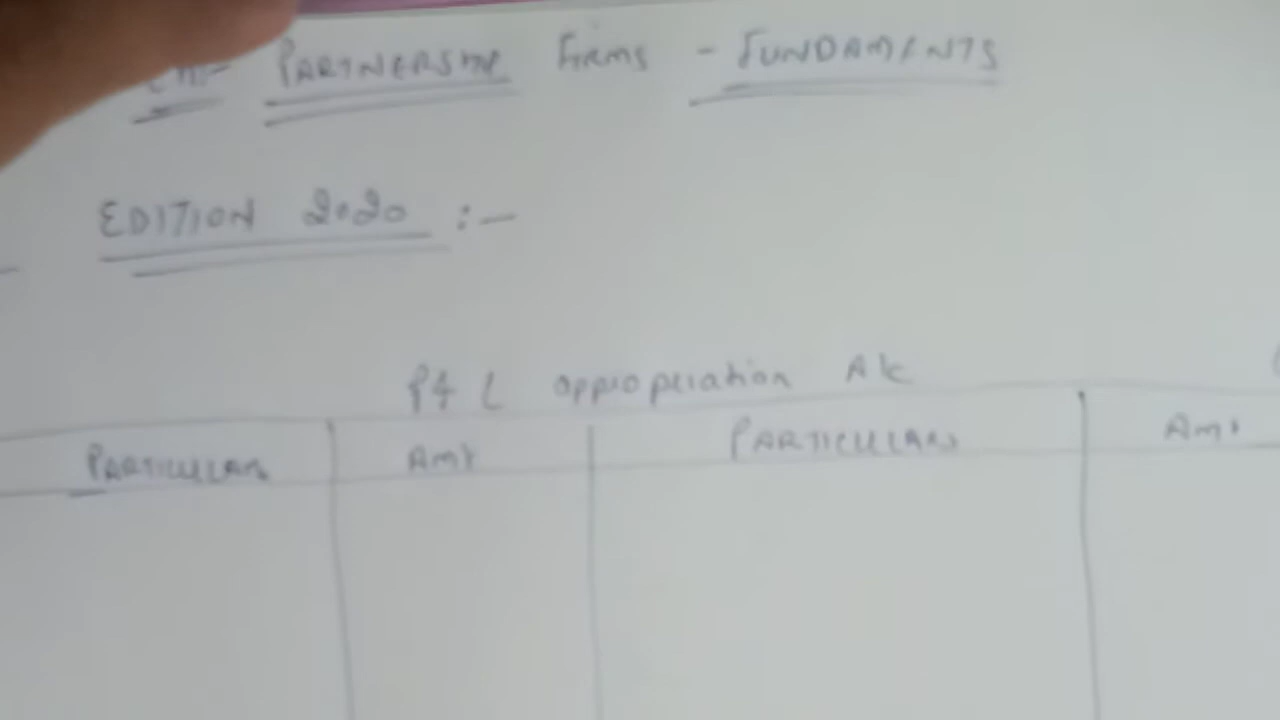 PARTNERSHIP Firms - FUNDAMENTS
EDITION 2020 :-
P & L appropriation A/c
PARTICULARS Amt PARTICULARS Amt